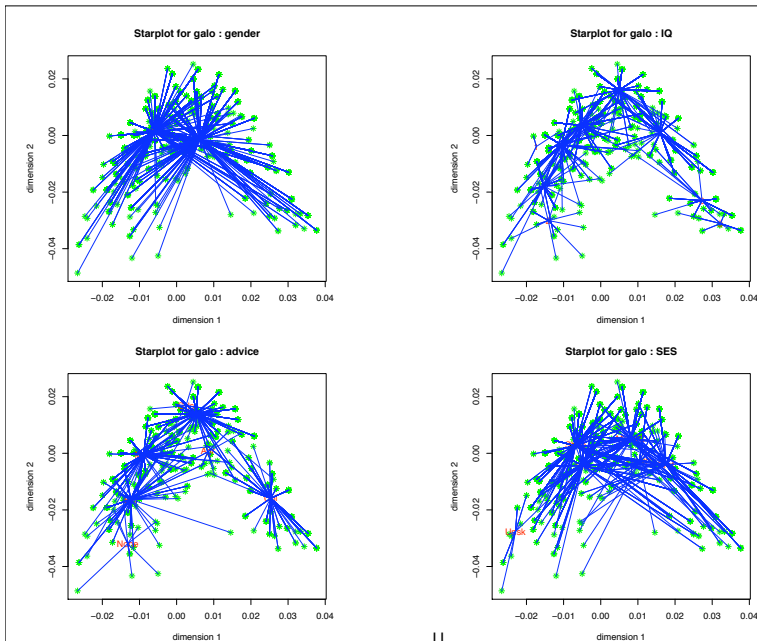 Starplot for galo : gender
dimension 2
0.02
0.00
−0.02
−0.04
−0.02 −0.01 0.00 0.01 0.02 0.03 0.04
dimension 1
Starplot for galo : IQ
dimension 2
0.02
0.00
−0.02
−0.04
−0.02 −0.01 0.00 0.01 0.02 0.03 0.04
dimension 1
Starplot for galo : advice
dimension 2
0.02
0.00
−0.02
−0.04
None
−0.02 −0.01 0.00 0.01 0.02 0.03 0.04
dimension 1
Starplot for galo : SES
dimension 2
0.02
0.00
−0.02
−0.04
−0.02 −0.01 0.00 0.01 0.02 0.03 0.04
dimension 1